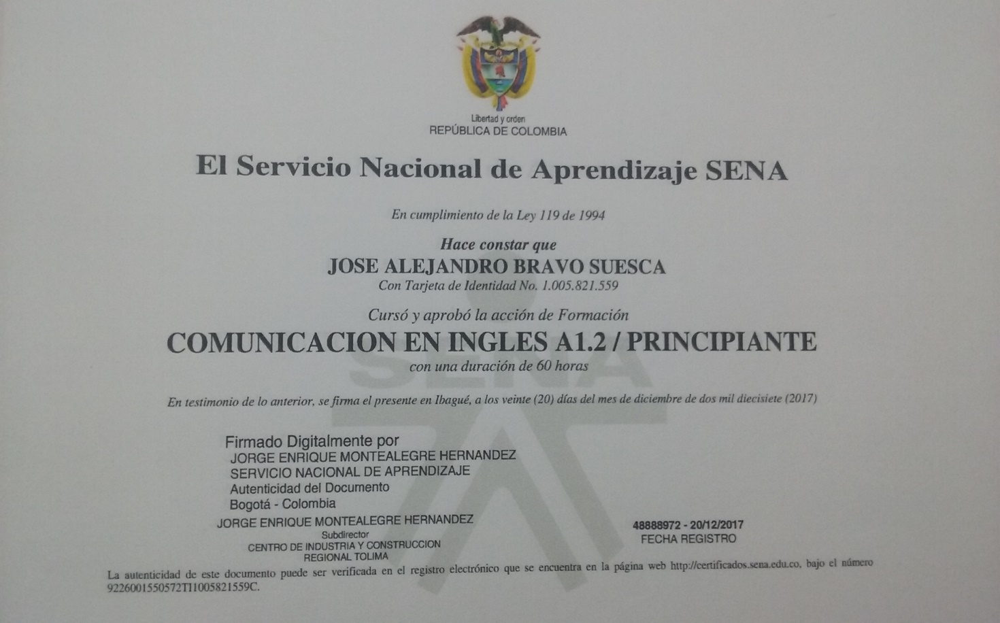 Libertad y orden
REPÚBLICA DE COLOMBIA
El Servicio Nacional de Aprendizaje SENA
En cumplimiento de la Ley 119 de 1994
Hace constar que
JOSE ALEJANDRO BRAVO SUESCA
Con Tarjeta de Identidad No. 1.005.821.559
Cursó y aprobó la acción de Formación
COMUNICACION EN INGLES A1.2 / PRINCIPIANTE
SENA
con una duración de 60 horas
En testimonio de lo anterior, se firma el presente en Ibagué, a los veinte (20) días del mes de diciembre de dos mil diecisiete (2017)
Firmado Digitalmente por
JORGE ENRIQUE MONTEALEGRE HERNANDEZ
SERVICIO NACIONAL DE APRENDIZAJE
Autenticidad del Documento
Bogotá - Colombia
JORGE ENRIQUE MONTEALEGRE HERNANDEZ
Subdirector
CENTRO DE INDUSTRIA Y CONSTRUCCION
REGIONAL TOLIMA
48888972 - 20/12/2017
FECHA REGISTRO
La autenticidad de este documento puede ser verificada en el registro electrónico que se encuentra en la página web http://certificados.sena.edu.co, bajo el número
9226001550572TI1005821559C.